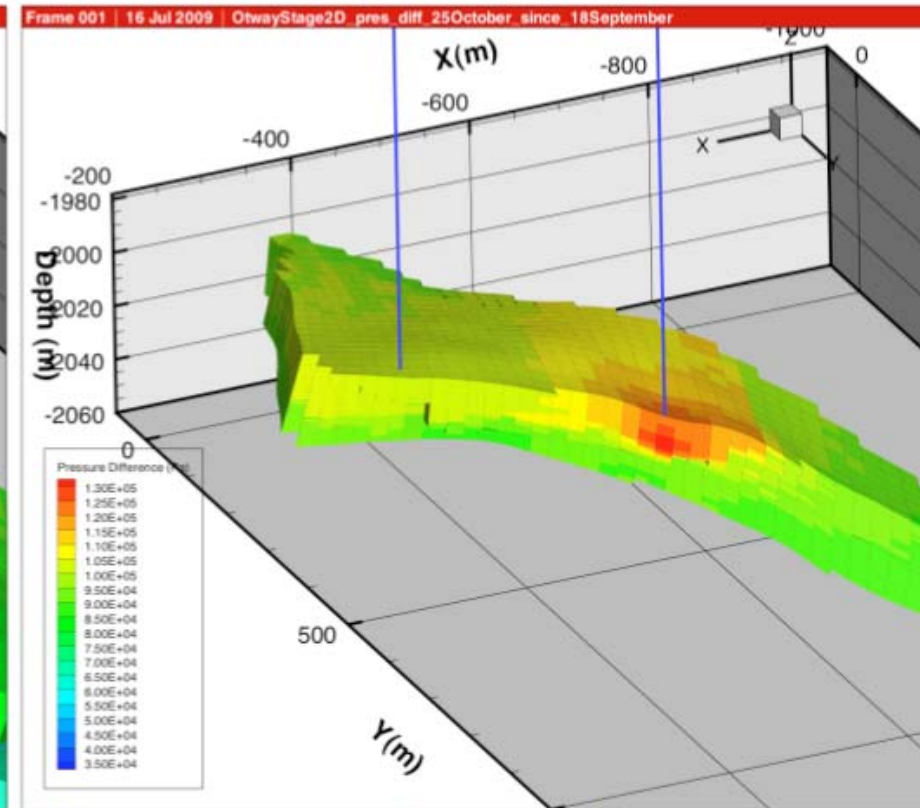 Frame 001 | 16 Jul 2009 | OtwayStage2D_pres_diff_25October_since_18September
X(m)
-1000
-800
-600
-400
-200
0
Z
X
Y
-1980
-2000
-2020
-2040
-2060
Depth (m)
0
500
Y(m)
Pressure Difference
1.30E+05
1.25E+05
1.20E+05
1.15E+05
1.10E+05
1.05E+05
1.00E+05
9.50E+04
9.00E+04
8.50E+04
8.00E+04
7.50E+04
7.00E+04
6.50E+04
6.00E+04
5.50E+04
5.00E+04
4.50E+04
4.00E+04
3.50E+04